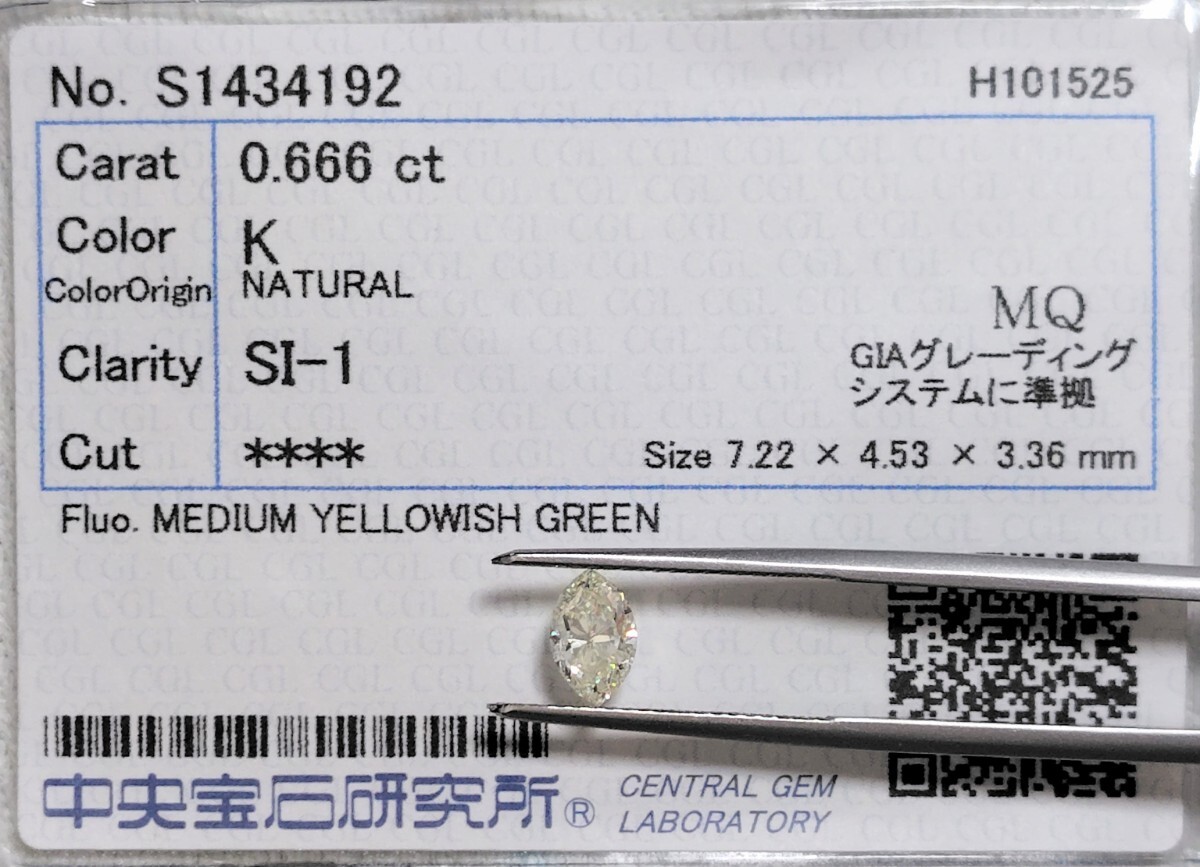 No. S1434192 H101525
Carat 0.666 ct
Color K
ColorOrigin NATURAL
MQ
Clarity SI-1
GIAグレーディング
システムに準拠
Cut **** Size 7.22 × 4.53 × 3.36 mm
Fluo. MEDIUM YELLOWISH GREEN
中央宝石研究所® CENTRAL GEM
LABORATORY